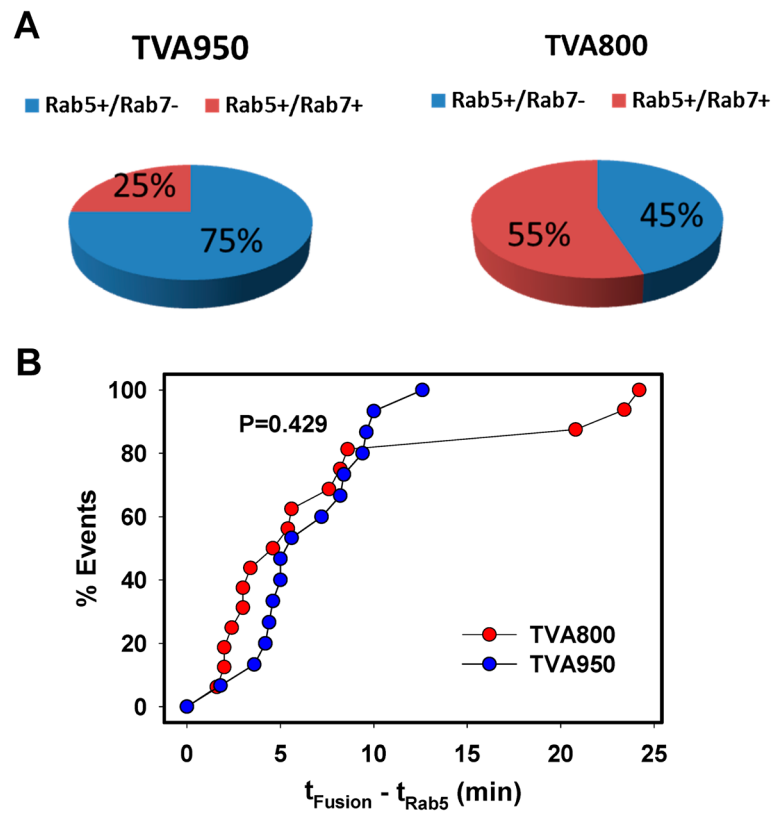 A
TVA950
TVA800
Rab5+/Rab7- Rab5+/Rab7+
Rab5+/Rab7- Rab5+/Rab7+
25%
75%
55%
45%
B
P=0.429
% Events
100
80
60
40
20
0
TVA800
TVA950
0 5 10 15 20 25
tFusion - tRab5 (min)